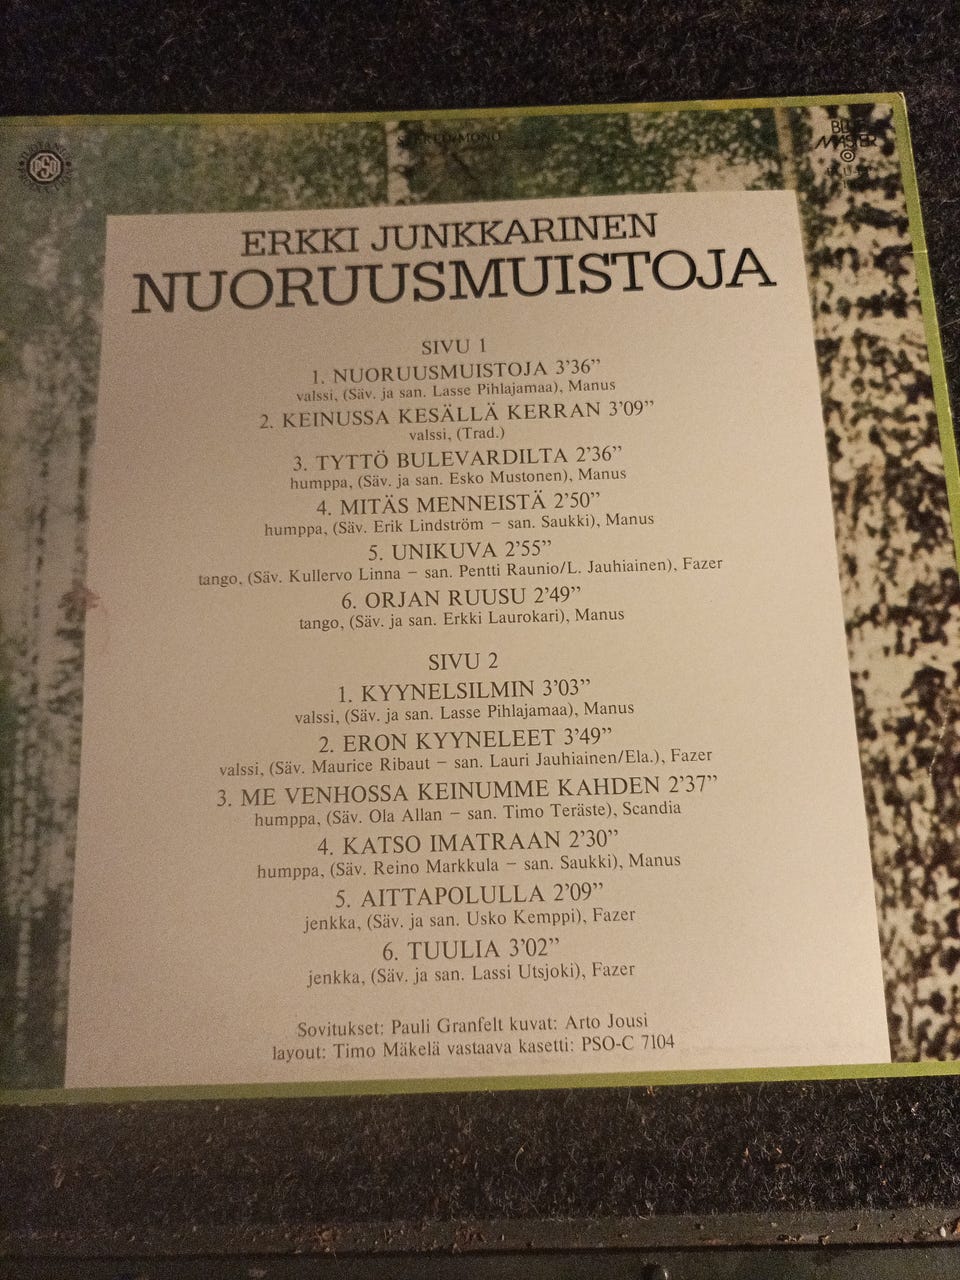 STEREO/MONO
BLUE
MASTER
PSO
ERKKI JUNKKARINEN
NUORUUSMUISTOJA
SIVU 1
1. NUORUUSMUISTOJA 3’36”
valssi, (Säv. ja san. Lasse Pihlajamaa), Manus
2. KEINUSSA KESÄLLÄ KERRAN 3’09”
valssi, (Trad.)
3. TYTTÖ BULEVARDILTA 2’36”
humppa, (Säv. ja san. Esko Mustonen), Manus
4. MITÄS MENNEISTÄ 2’50”
humppa, (Säv. Erik Lindström – san. Saukki), Manus
5. UNIKUVA 2’55”
tango, (Säv. Kullervo Linna – san. Pentti Raunio/L. Jauhiainen), Fazer
6. ORJAN RUUSU 2’49”
tango, (Säv. ja san. Erkki Laurokari), Manus
SIVU 2
1. KYYNELSILMIN 3’03”
valssi, (Säv. ja san. Lasse Pihlajamaa), Manus
2. ERON KYYNELEET 3’49”
valssi, (Säv. Maurice Ribaut – san. Lauri Jauhiainen/Ela.), Fazer
3. ME VENHOSSA KEINUMME KAHDEN 2’37”
humppa, (Säv. Ola Allan – san. Timo Teräste), Scandia
4. KATSO IMATRAAN 2’30”
humppa, (Säv. Reino Markkula – san. Saukki), Manus
5. AITTAPOLULLA 2’09”
jenkka, (Säv. ja san. Usko Kemppi), Fazer
6. TUULIA 3’02”
jenkka, (Säv. ja san. Lassi Utsjoki), Fazer
Sovitukset: Pauli Granfelt kuvat: Arto Jousi
layout: Timo Mäkelä vastaava kasetti: PSO-C 7104